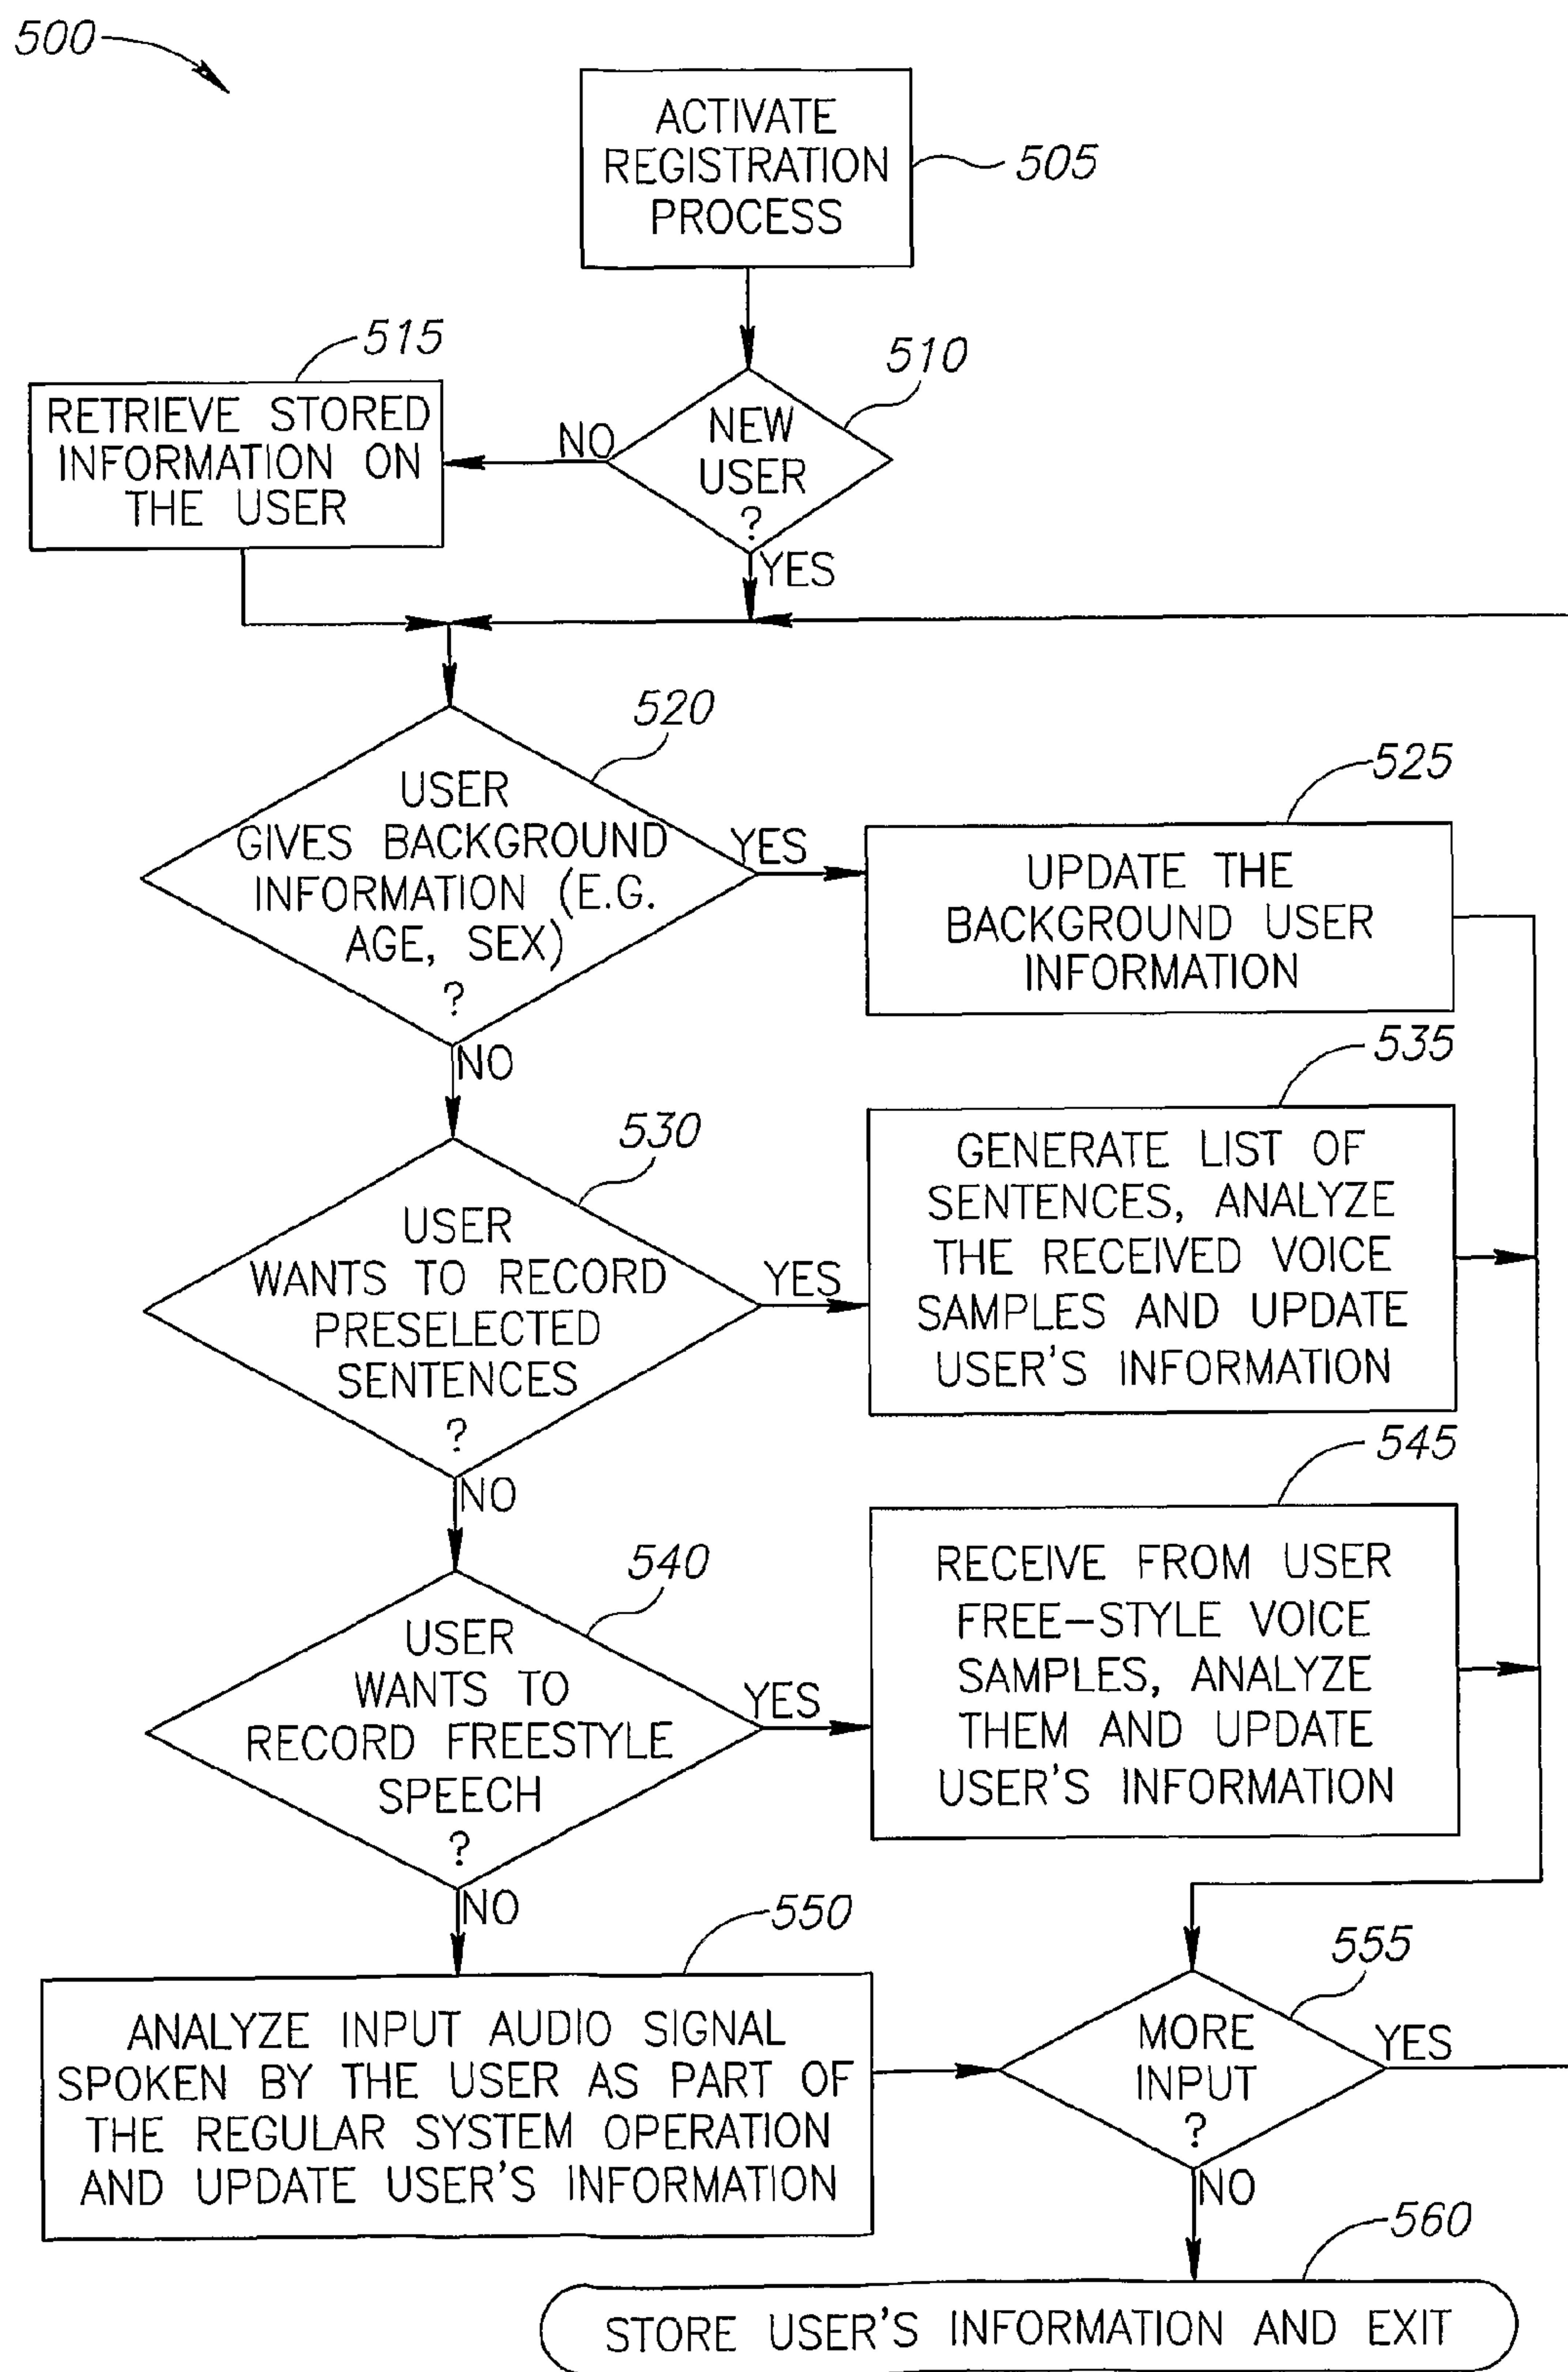 500
ACTIVATE
REGISTRATION
PROCESS
505
515
510
RETRIEVE STORED
INFORMATION ON
THE USER
NO
NEW
USER
?
YES
520
525
USER
GIVES BACKGROUND
INFORMATION (E.G.
AGE, SEX)
?
YES
UPDATE THE
BACKGROUND USER
INFORMATION
NO
530
535
USER
WANTS TO RECORD
PRESELECTED
SENTENCES
?
YES
GENERATE LIST OF
SENTENCES, ANALYZE
THE RECEIVED VOICE
SAMPLES AND UPDATE
USER'S INFORMATION
NO
540
545
USER
WANTS TO
RECORD FREESTYLE
SPEECH
?
YES
RECEIVE FROM USER
FREE-STYLE VOICE
SAMPLES, ANALYZE
THEM AND UPDATE
USER'S INFORMATION
NO
550
555
ANALYZE INPUT AUDIO SIGNAL
SPOKEN BY THE USER AS PART OF
THE REGULAR SYSTEM OPERATION
AND UPDATE USER'S INFORMATION
MORE
INPUT
?
YES
NO
560
STORE USER'S INFORMATION AND EXIT